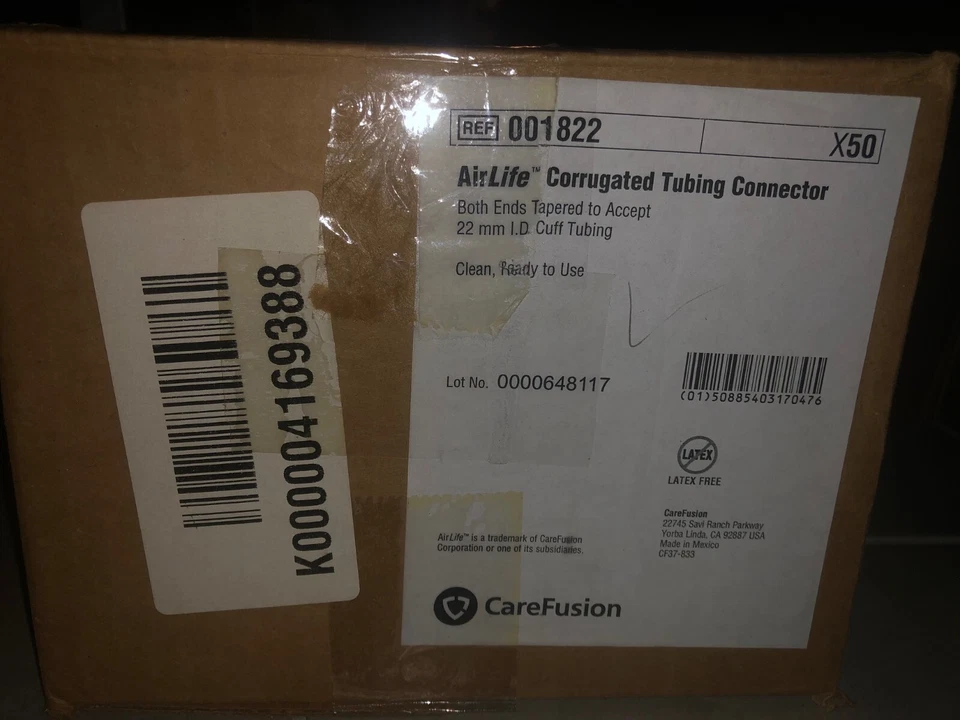 K00004169388
REF 001822 X50
AirLife™ Corrugated Tubing Connector
Both Ends Tapered to Accept
22 mm I.D Cuff Tubing
Clean, Ready to Use
Lot No. 0000648117
(01)50885403170476
LATEX
LATEX FREE
CareFusion
22745 Savi Ranch Parkway
Yorba Linda, CA 92887 USA
Made in Mexico
CF37-833
AirLife™ is a trademark of CareFusion
Corporation or one of its subsidiaries.
CareFusion